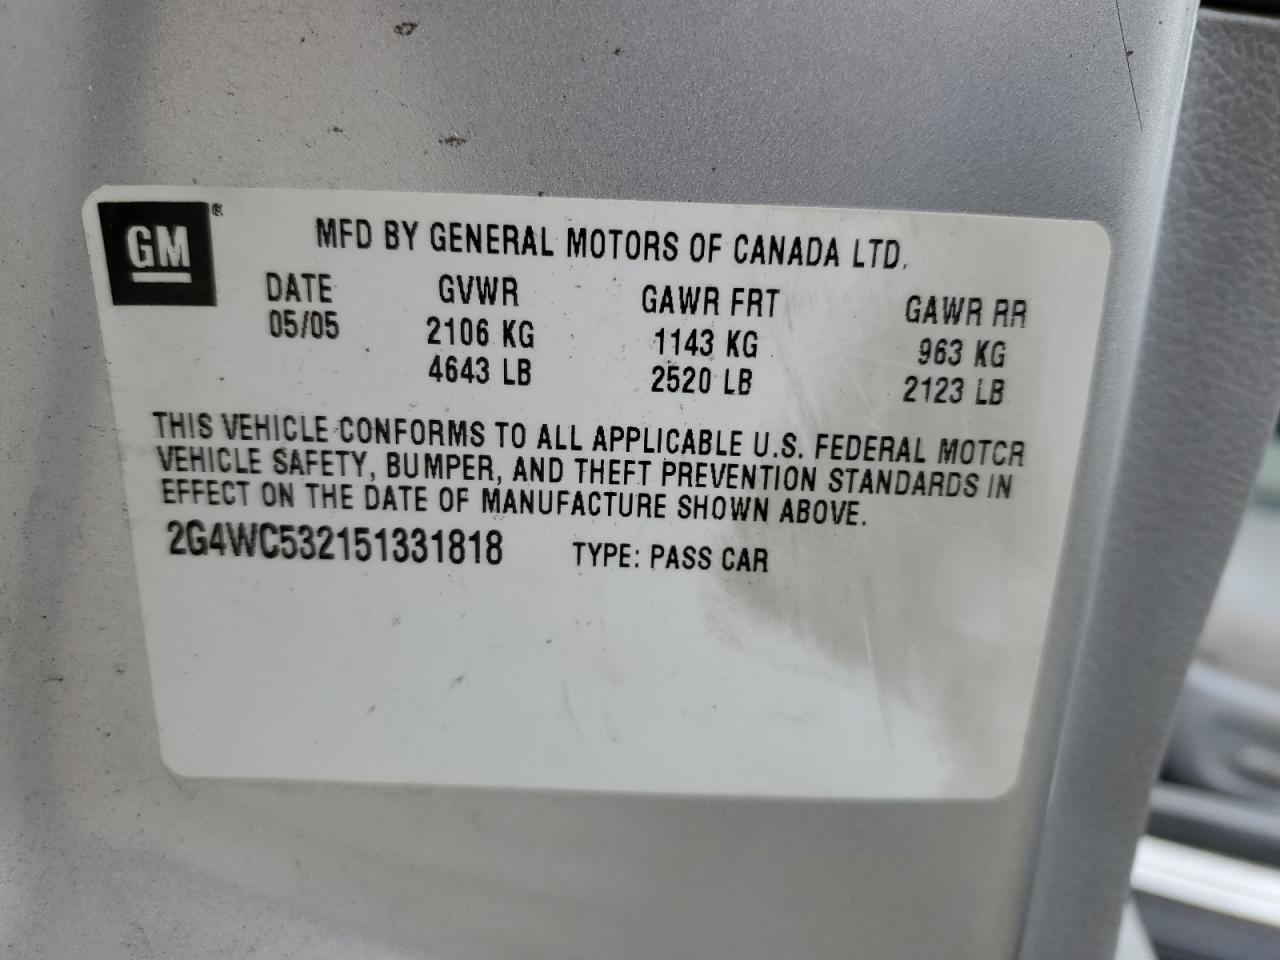 GM®
MFD BY GENERAL MOTORS OF CANADA LTD.
DATE GVWR GAWR FRT GAWR RR
05/05 2106 KG 1143 KG 963 KG
4643 LB 2520 LB 2123 LB
THIS VEHICLE CONFORMS TO ALL APPLICABLE U.S. FEDERAL MOTOR
VEHICLE SAFETY, BUMPER, AND THEFT PREVENTION STANDARDS IN
EFFECT ON THE DATE OF MANUFACTURE SHOWN ABOVE.
2G4WC532151331818 TYPE: PASS CAR